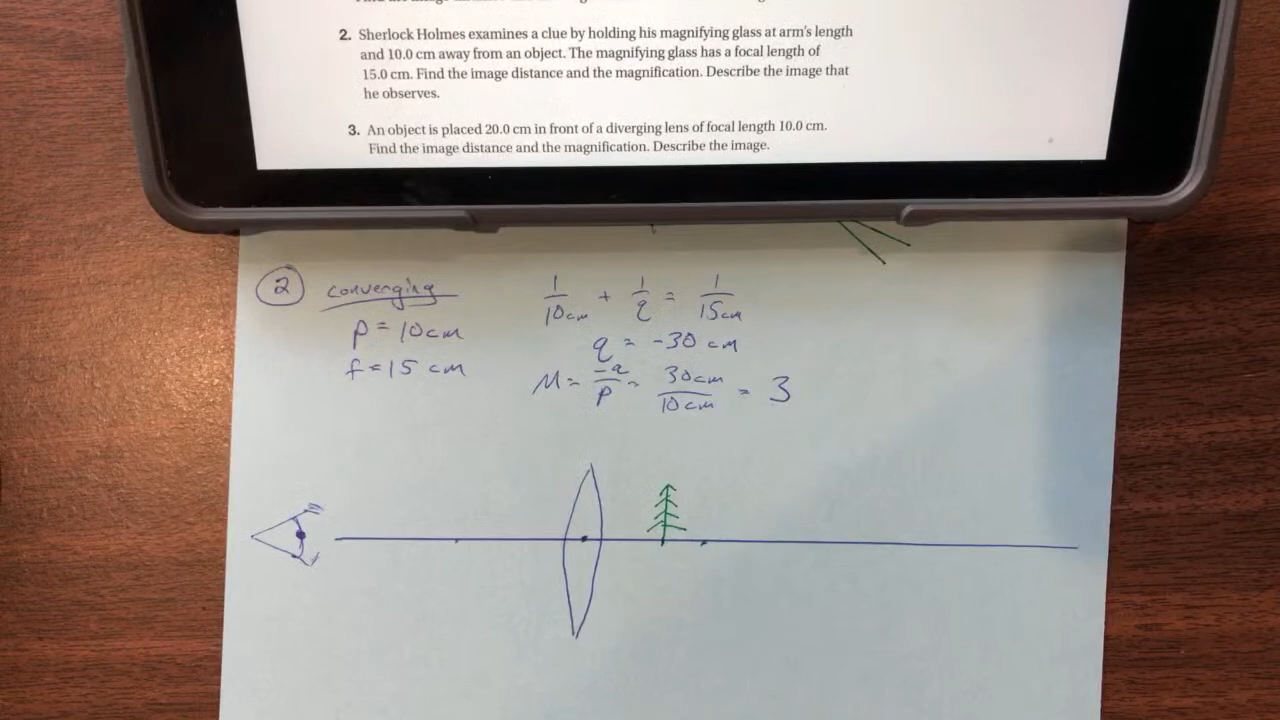 2. Sherlock Holmes examines a clue by holding his magnifying glass at arm's length
and 10.0 cm away from an object. The magnifying glass has a focal length of
15.0 cm. Find the image distance and the magnification. Describe the image that
he observes.
3. An object is placed 20.0 cm in front of a diverging lens of focal length 10.0 cm.
Find the image distance and the magnification. Describe the image.
2 converging
p = 10cm
f = 15 cm
1/10cm + 1/q = 1/15cm
q = -30 cm
M = -q/p = 30cm/10cm = 3